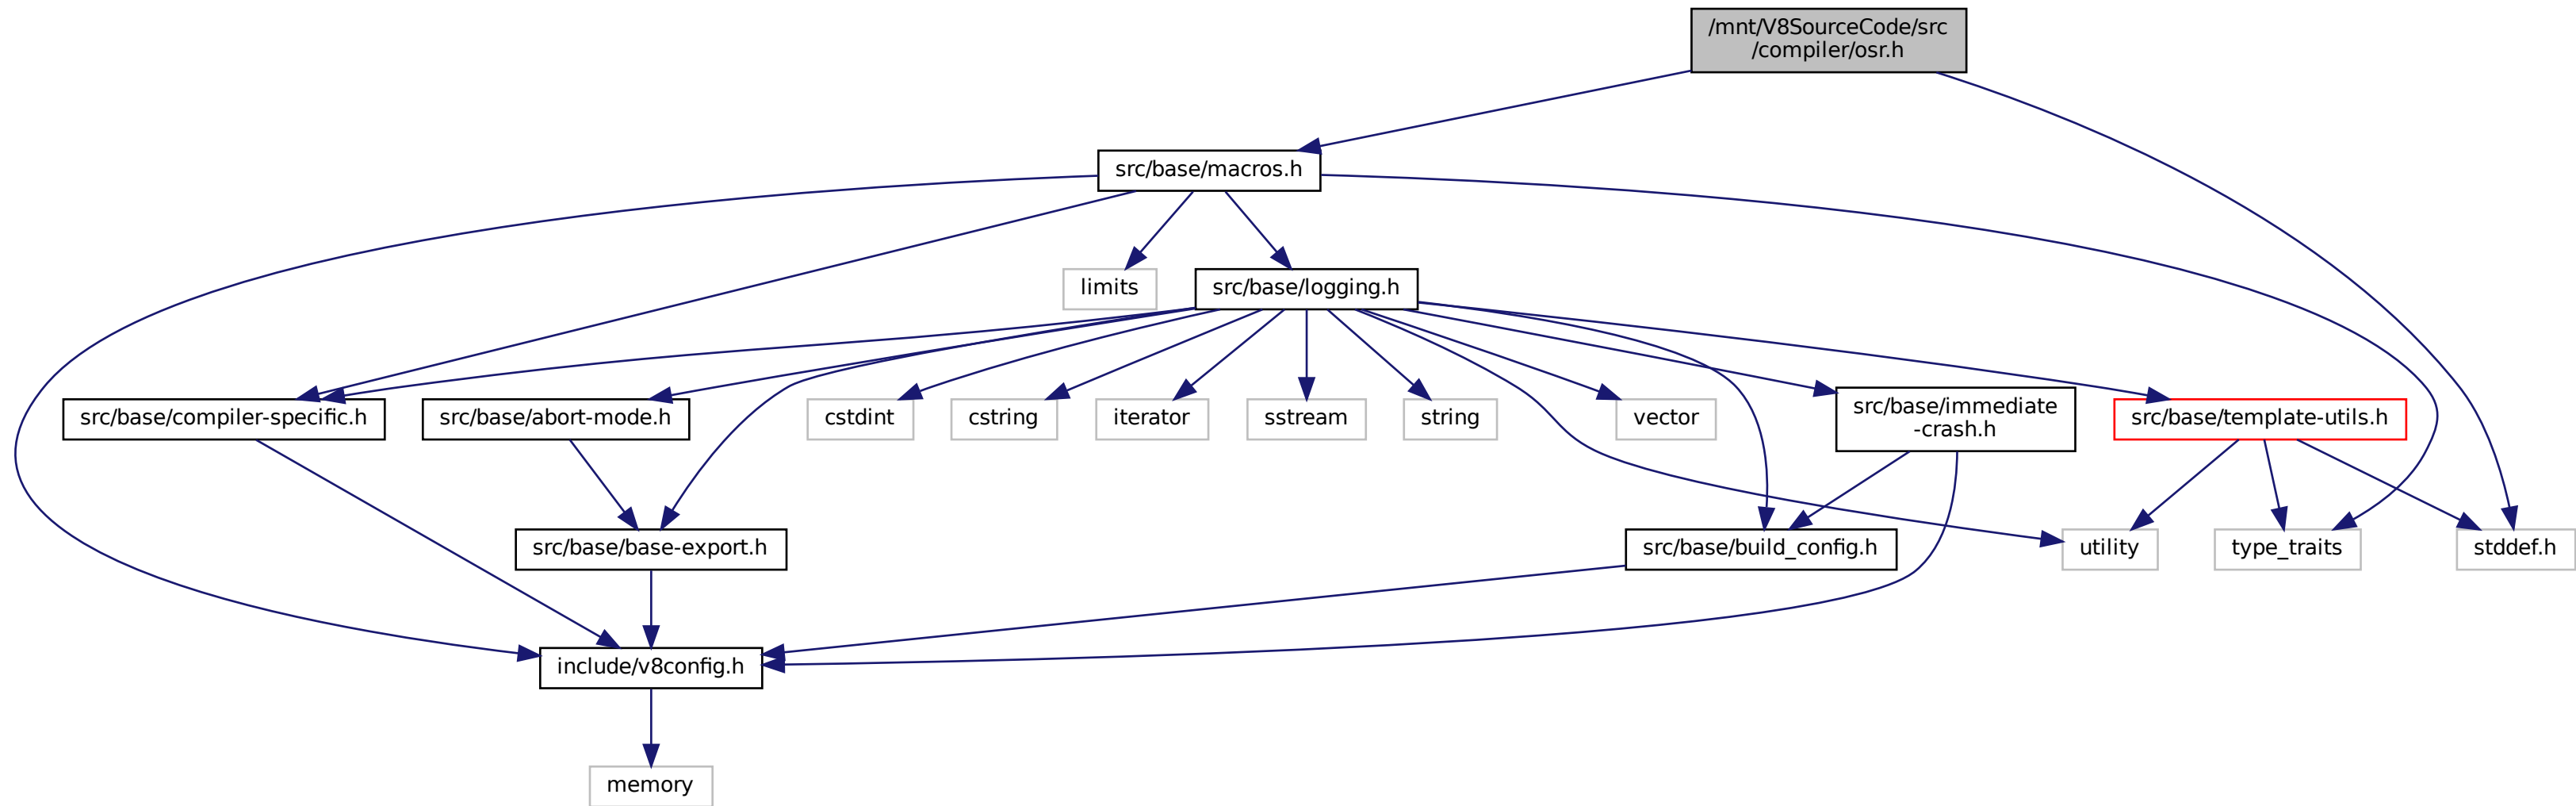 /mnt/V8SourceCode/src
/compiler/osr.h
src/base/macros.h
limits
src/base/logging.h
src/base/compiler-specific.h
src/base/abort-mode.h
cstdint
cstring
iterator
sstream
string
vector
src/base/immediate
-crash.h
src/base/template-utils.h
src/base/base-export.h
src/base/build_config.h
utility
type_traits
stddef.h
include/v8config.h
memory